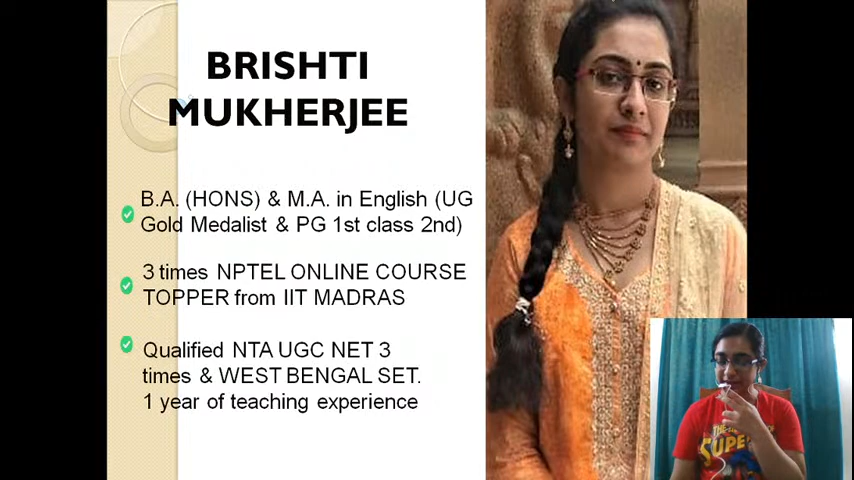 BRISHTI
MUKHERJEE
B.A. (HONS) & M.A. in English (UG
Gold Medalist & PG 1st class 2nd)
3 times NPTEL ONLINE COURSE
TOPPER from IIT MADRAS
Qualified NTA UGC NET 3
times & WEST BENGAL SET.
1 year of teaching experience
SUPE